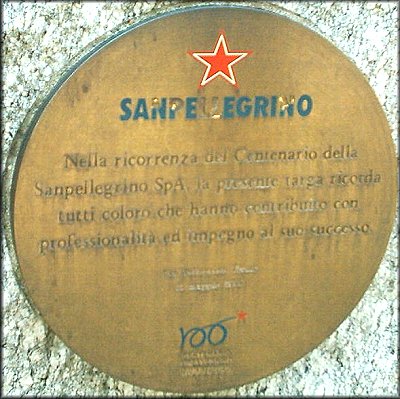 SANPELLEGRINO
Nella ricorrenza del Centenario della
Sanpellegrino SpA, la presente targa ricorda
tutti coloro che hanno contribuito con
professionalità ed impegno al suo successo.
maggio
100